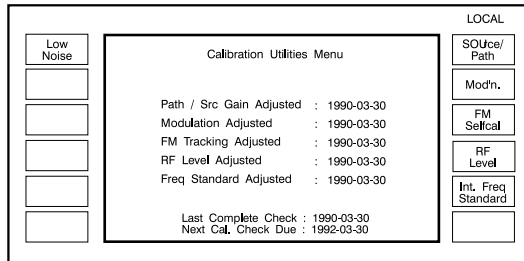 LOCAL
Low
Noise
Calibration Utilities Menu
Path / Src Gain Adjusted : 1990-03-30
Modulation Adjusted : 1990-03-30
FM Tracking Adjusted : 1990-03-30
RF Level Adjusted : 1990-03-30
Freq Standard Adjusted : 1990-03-30
Last Complete Check : 1990-03-30
Next Cal. Check Due : 1992-03-30
SOUrce/
Path
Mod'n.
FM
Selfcal
RF
Level
Int. Freq
Standard